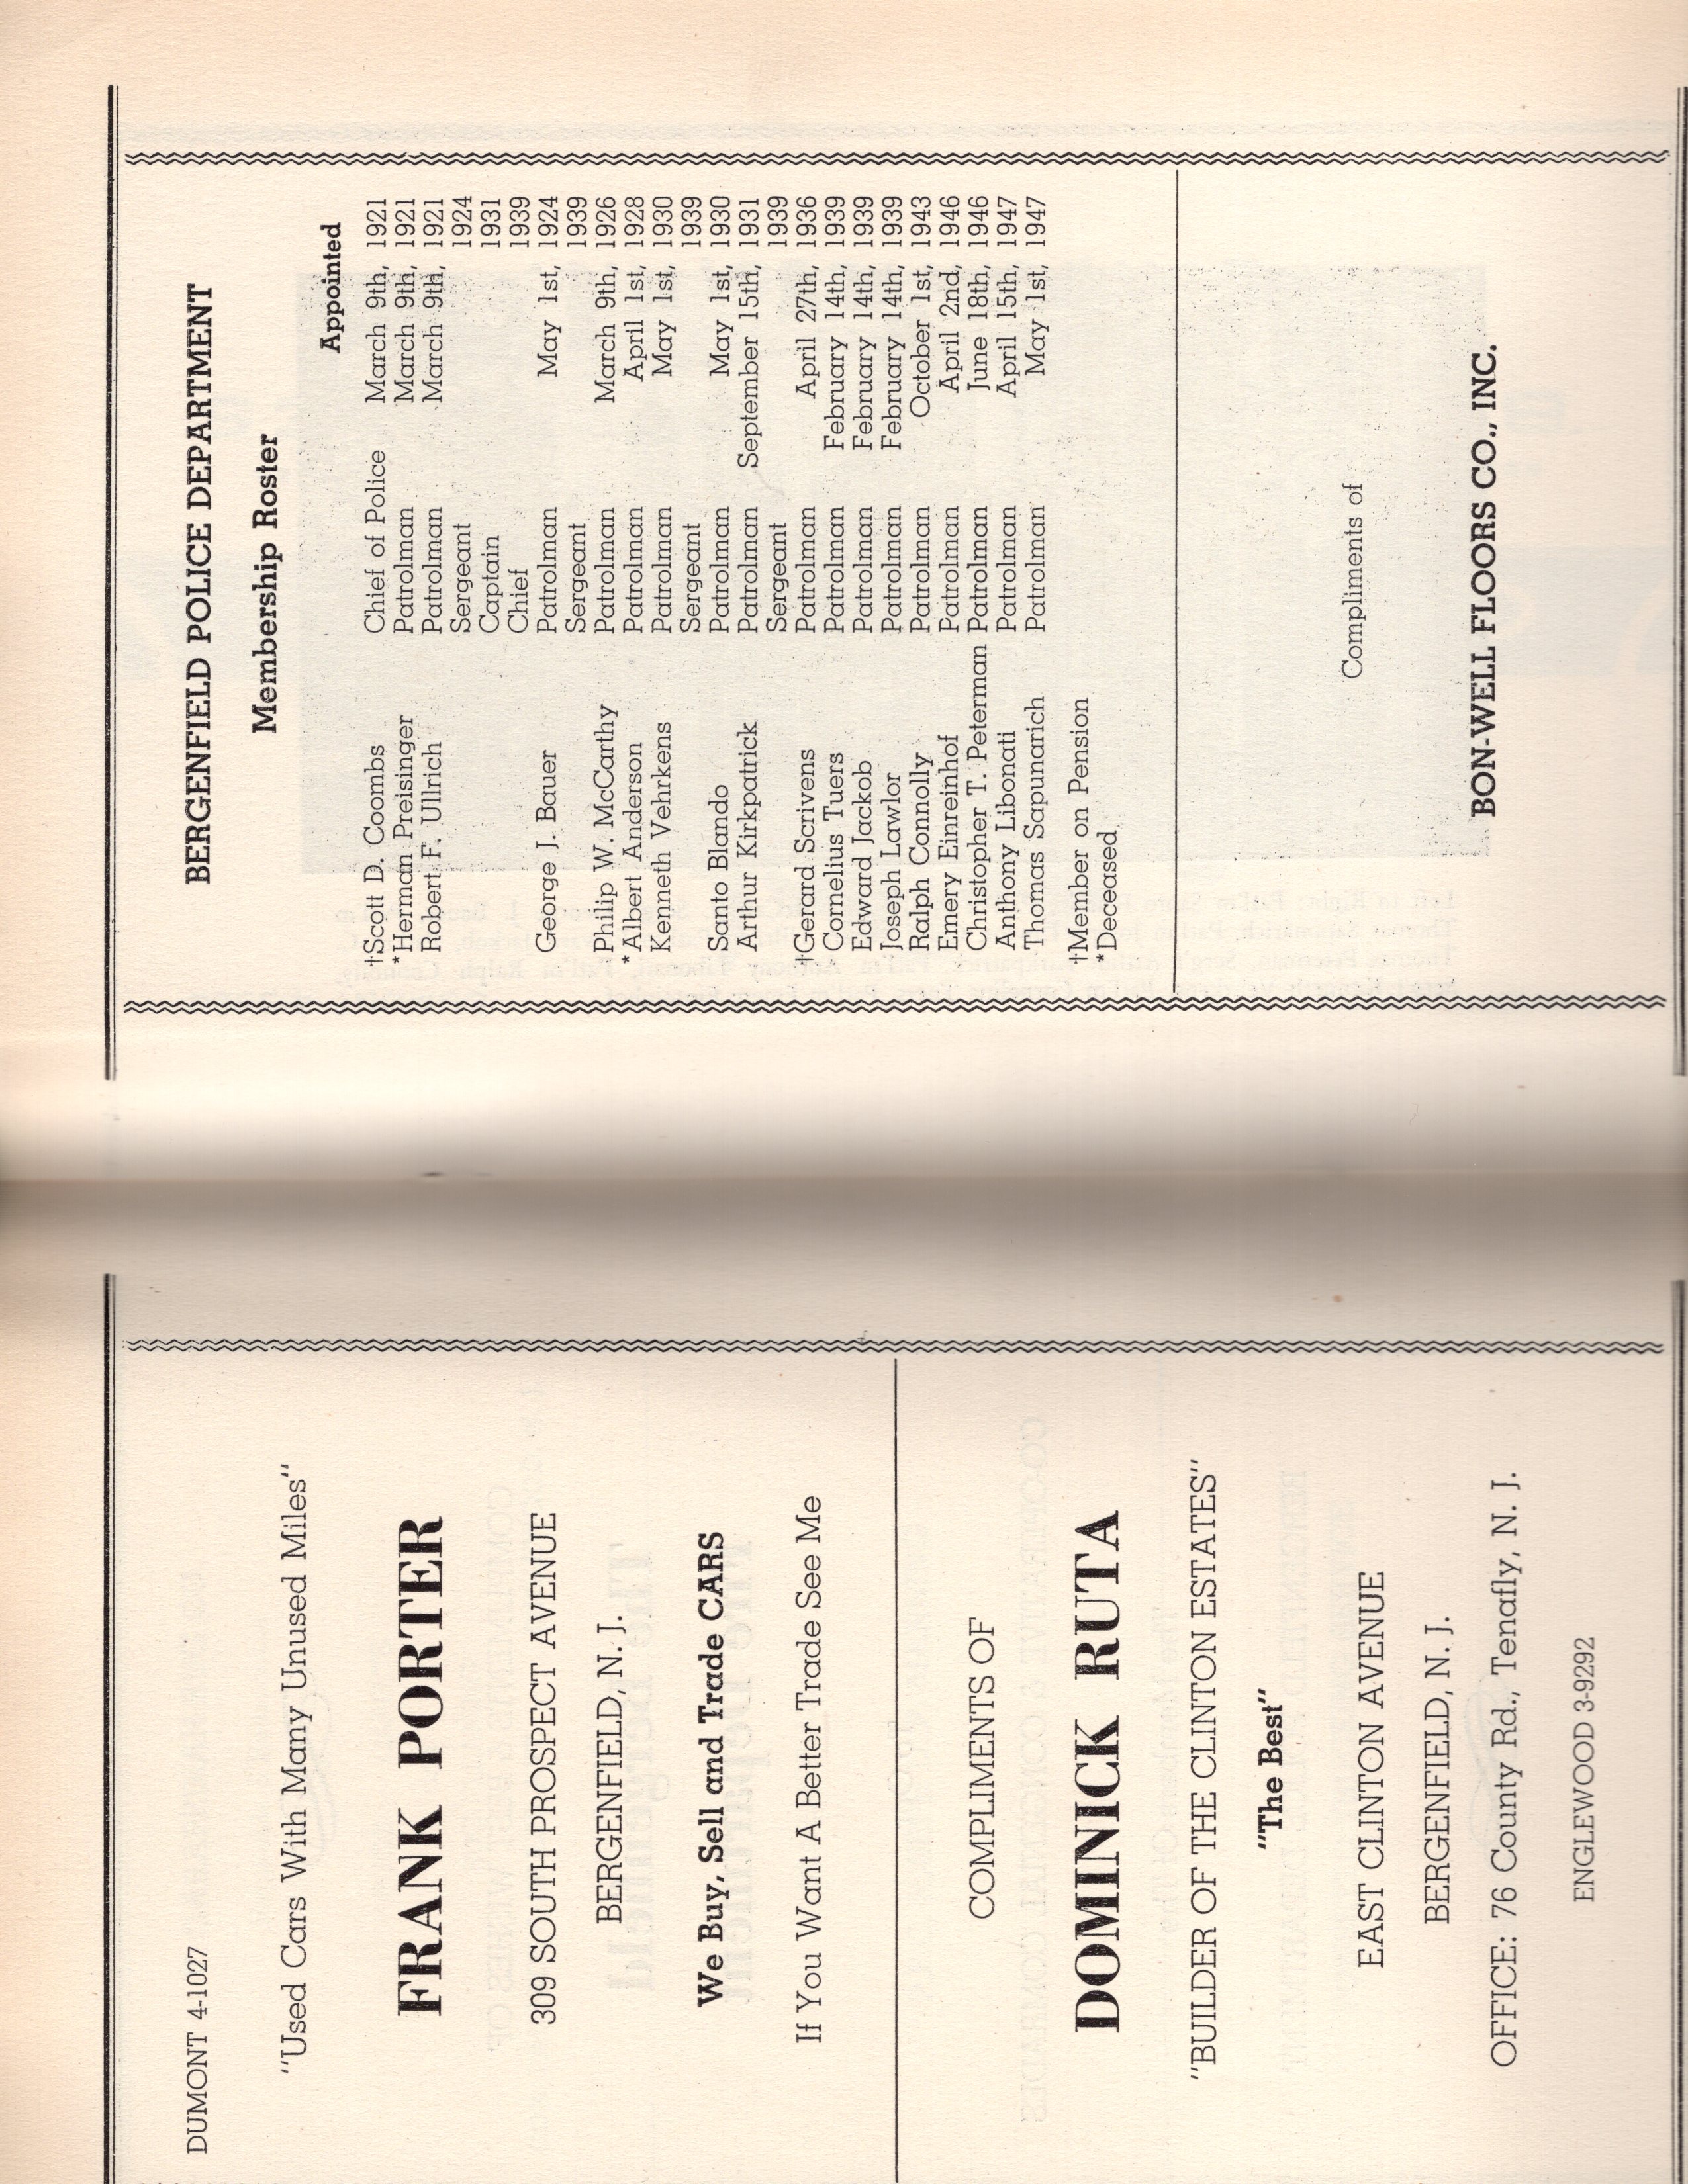 DUMONT 4-1027
"Used Cars With Many Unused Miles"
FRANK PORTER
309 SOUTH PROSPECT AVENUE
BERGENFIELD, N. J.
We Buy, Sell and Trade CARS
If You Want A Better Trade See Me
COMPLIMENTS OF
DOMINICK RUTA
"BUILDER OF THE CLINTON ESTATES"
"The Best"
EAST CLINTON AVENUE
BERGENFIELD, N. J.
OFFICE: 76 County Rd., Tenafly, N. J.
ENGLEWOOD 3-9292
BERGENFIELD POLICE DEPARTMENT
Membership Roster
Appointed
†Scott D. Coombs Chief of Police March 9th, 1921
*Herman Preisinger Patrolman March 9th, 1921
Robert F. Ullrich Patrolman March 9th, 1921
Sergeant 1924
Captain 1931
Chief 1939
George J. Bauer Patrolman May 1st, 1924
Sergeant 1939
Philip W. McCarthy Patrolman March 9th, 1926
*Albert Anderson Patrolman April 1st, 1928
Kenneth Vehrkens Patrolman May 1st, 1930
Sergeant 1939
Santo Blando Patrolman May 1st, 1930
Arthur Kirkpatrick Patrolman September 15th, 1931
Sergeant 1939
†Gerard Scrivens Patrolman April 27th, 1936
Cornelius Tuers Patrolman February 14th, 1939
Edward Jackob Patrolman February 14th, 1939
Joseph Lawlor Patrolman February 14th, 1939
Ralph Connolly Patrolman October 1st, 1943
Emery Einreinhof Patrolman April 2nd, 1946
Christopher T. Peterman Patrolman June 18th, 1946
Anthony Libonati Patrolman April 15th, 1947
Thomas Sapunarich Patrolman May 1st, 1947
†Member on Pension
*Deceased
Compliments of
BON-WELL FLOORS CO., INC.